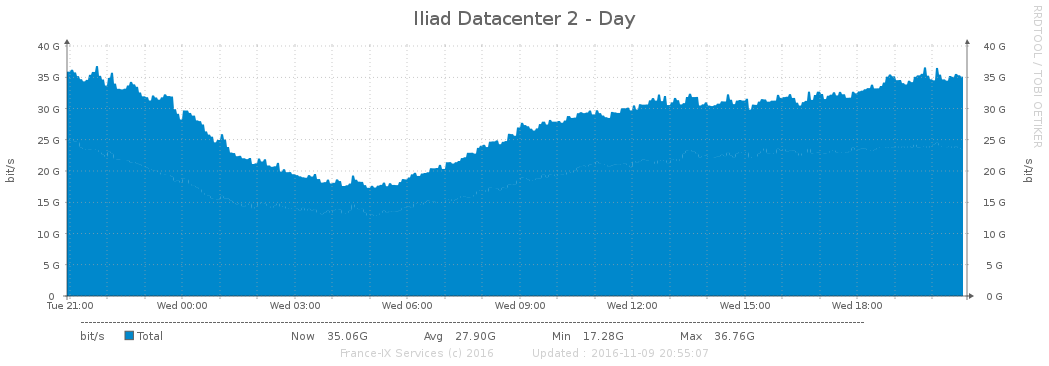 Iliad Datacenter 2 - Day
RRDTOOL / TOBI OETIKER
bit/s
bit/s
40 G 40 G
35 G 35 G
30 G 30 G
25 G 25 G
20 G 20 G
15 G 15 G
10 G 10 G
5 G 5 G
0 0 G
Tue 21:00 Wed 00:00 Wed 03:00 Wed 06:00 Wed 09:00 Wed 12:00 Wed 15:00 Wed 18:00
bit/s Total Now 35.06G Avg 27.90G Min 17.28G Max 36.76G
France-IX Services (c) 2016 Updated : 2016-11-09 20:55:07